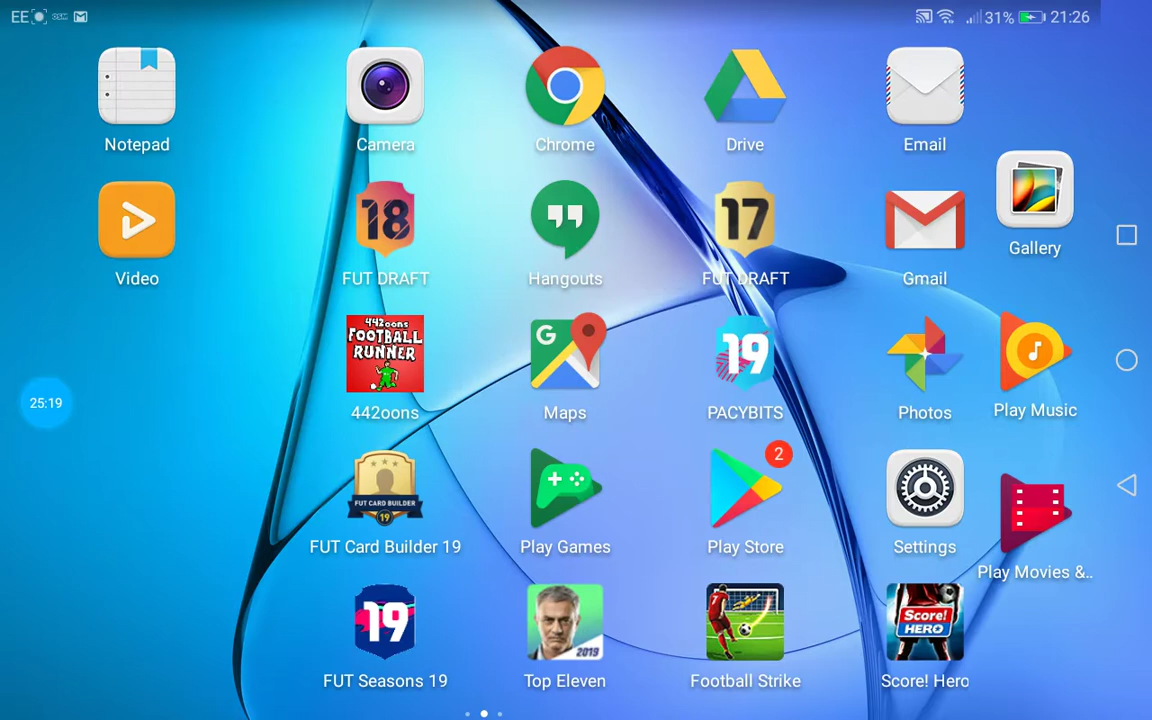 EE
OSM
31%
21:26
Notepad
Camera
Chrome
Drive
Email
Gallery
Video
18
FUT DRAFT
Hangouts
17
FUT DRAFT
Gmail
442oons
FOOTBALL
RUNNER
442oons
G
Maps
19
PACYBITS
Photos
Play Music
25:19
FUT CARD BUILDER
19
FUT Card Builder 19
Play Games
2
Play Store
Settings
Play Movies &..
19
FUT Seasons 19
2019
Top Eleven
7
Football Strike
Score!
HERO
Score! Hero